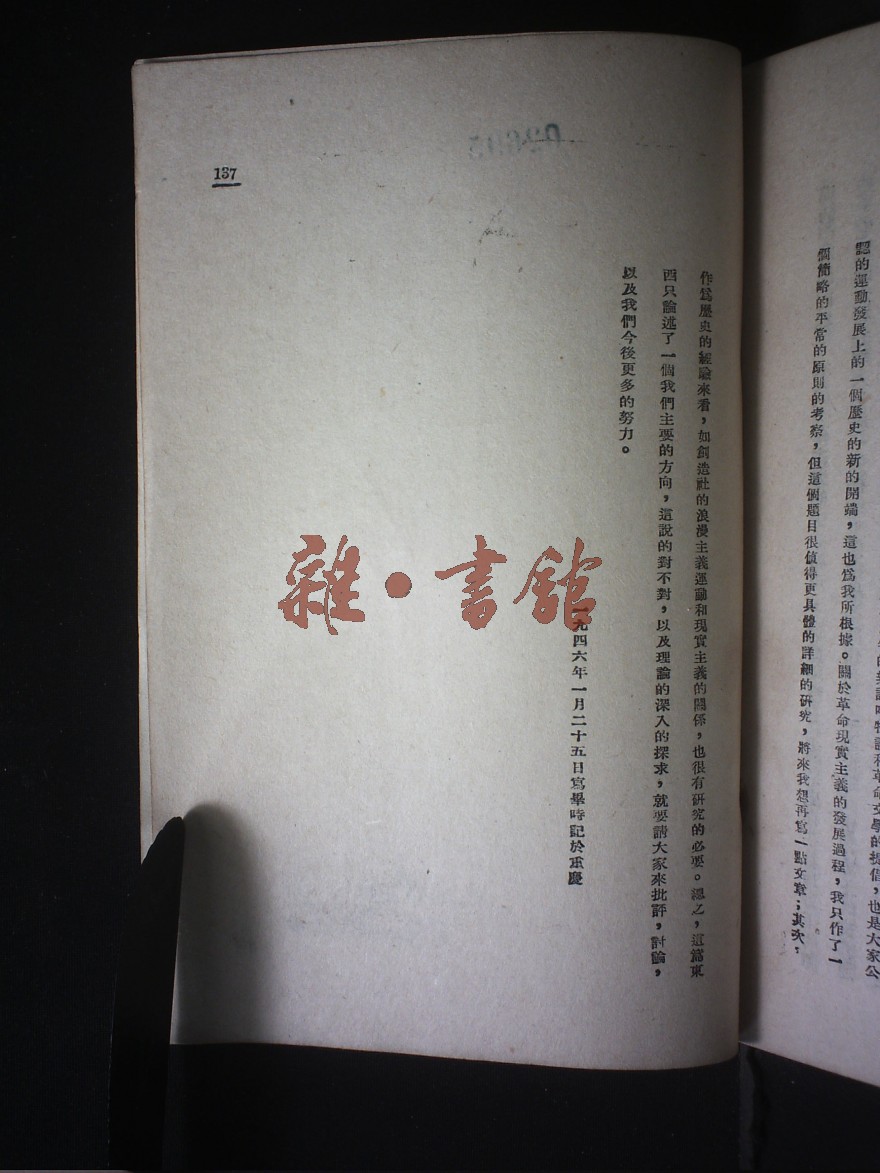 認的運動發展上的一個歷史的新的開端，這也爲我所根據。關於革命現實主義的發展過程，我只作了一
個簡略的平常的原則的考察，但這個題目很值得更具體的詳細的研究，將來我想再寫一點文章；其次，
作爲歷史的經驗來看，如創造社的浪漫主義運動和現實主義的關係，也很有研究的必要。總之，這篇東
西只論述了一個我們主要的方向，這說的對不對，以及理論的深入的探求，就要請大家來批評，討論，
以及我們今後更多的努力。
一九四六年一月二十五日寫畢時記於重慶
137
雜·書館